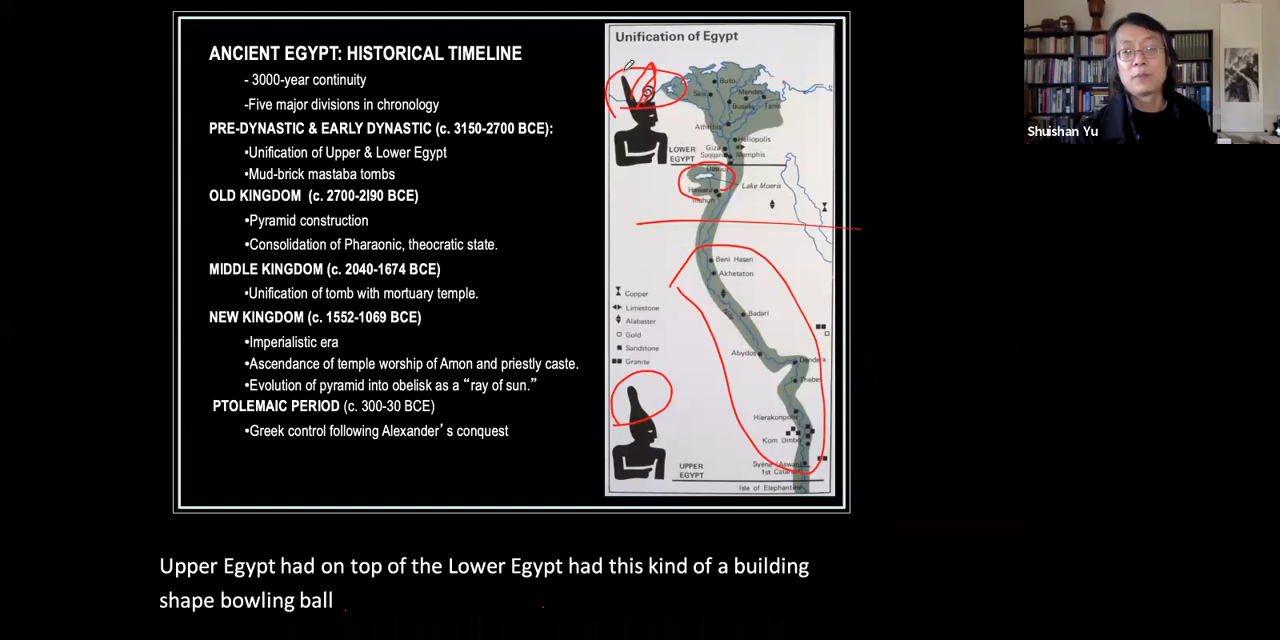 ANCIENT EGYPT: HISTORICAL TIMELINE
- 3000-year continuity
-Five major divisions in chronology
PRE-DYNASTIC & EARLY DYNASTIC (c. 3150-2700 BCE):
•Unification of Upper & Lower Egypt
•Mud-brick mastaba tombs
OLD KINGDOM (c. 2700-2I90 BCE)
•Pyramid construction
•Consolidation of Pharaonic, theocratic state.
MIDDLE KINGDOM (c. 2040-1674 BCE)
•Unification of tomb with mortuary temple.
NEW KINGDOM (c. 1552-1069 BCE)
•Imperialistic era
•Ascendance of temple worship of Amon and priestly caste.
•Evolution of pyramid into obelisk as a “ray of sun.”
PTOLEMAIC PERIOD (c. 300-30 BCE)
•Greek control following Alexander’s conquest
Unification of Egypt
Buto
Sais
Mendes
Busiris
Tanis
Athribis
Heliopolis
LOWER
EGYPT
Giza
Saqqara
Memphis
Lake Moeris
Hawara
Beni Hasen
Akhetaton
Nile
Badari
Copper
Limestone
Alabaster
Gold
Sandstone
Granite
Abydos
Dendera
Thebes
Hierakonpolis
Kom Umbo
Syene (Aswan)
1st Cataract
UPPER
EGYPT
Isle of Elephantine
Shuishan Yu
Upper Egypt had on top of the Lower Egypt had this kind of a building
shape bowling ball